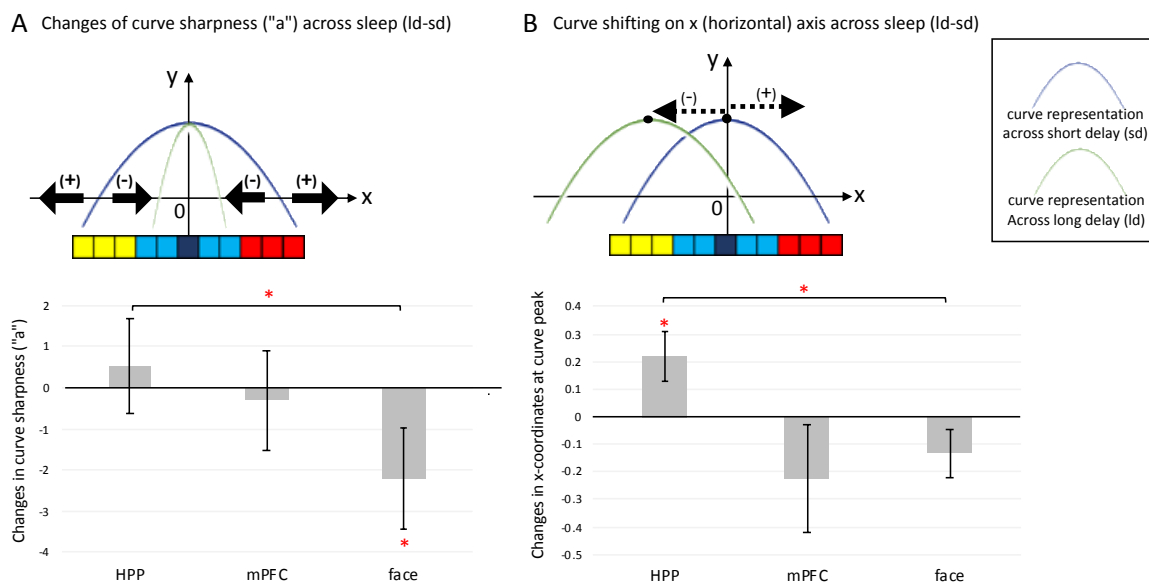 A Changes of curve sharpness ("a") across sleep (ld-sd)
y
(+) (-) (-) (+)
x
0
Changes in curve sharpness ("a")
2
1
0
-1
-2
-3
-4
*
*
HPP mPFC face
B Curve shifting on x (horizontal) axis across sleep (ld-sd)
y
(-) (+)
x
0
Changes in x-coordinates at curve peak
0.4
0.3
0.2
0.1
0
-0.1
-0.2
-0.3
-0.4
-0.5
*
*
HPP mPFC face
curve representation
across short delay (sd)
curve representation
Across long delay (ld)